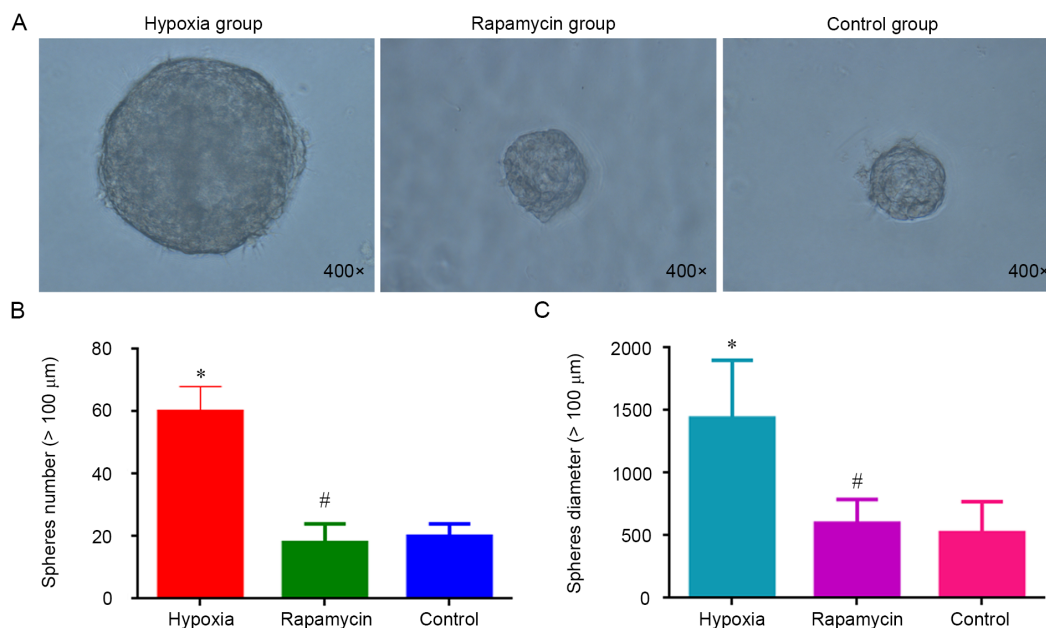 A
Hypoxia group
Rapamycin group
Control group
400×
400×
400×
B
Spheres number (> 100 μm)
80
60
40
20
0
*
#
Hypoxia
Rapamycin
Control
C
Spheres diameter (> 100 μm)
2000
1500
1000
500
0
*
#
Hypoxia
Rapamycin
Control